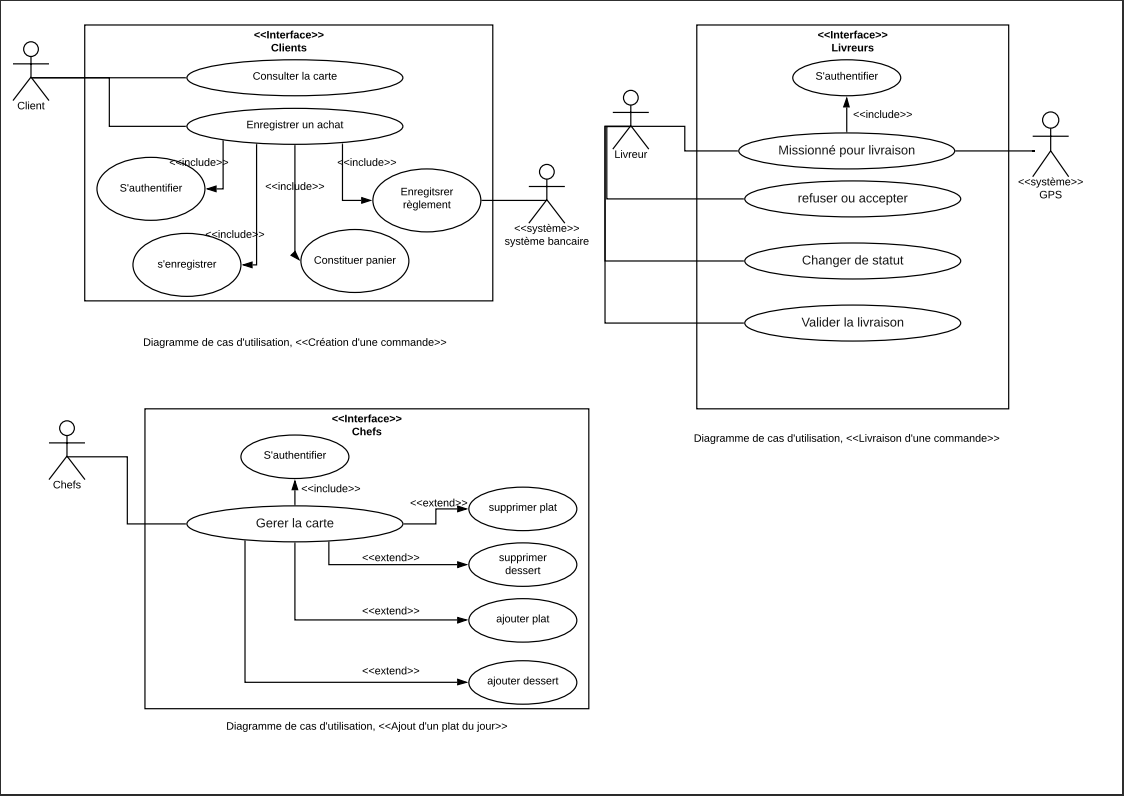 <<Interface>>
Clients
Client
Consulter la carte
Enregistrer un achat
<<include>>
<<include>>
<<include>>
<<include>>
S'authentifier
s'enregistrer
Constituer panier
Enregitsrer
règlement
<<système>>
système bancaire
Diagramme de cas d'utilisation, <<Création d'une commande>>
<<Interface>>
Livreurs
S'authentifier
<<include>>
Livreur
Missionné pour livraison
refuser ou accepter
Changer de statut
Valider la livraison
<<système>>
GPS
Diagramme de cas d'utilisation, <<Livraison d'une commande>>
<<Interface>>
Chefs
Chefs
S'authentifier
<<include>>
Gerer la carte
<<extend>>
supprimer plat
<<extend>>
supprimer
dessert
<<extend>>
ajouter plat
<<extend>>
ajouter dessert
Diagramme de cas d'utilisation, <<Ajout d'un plat du jour>>